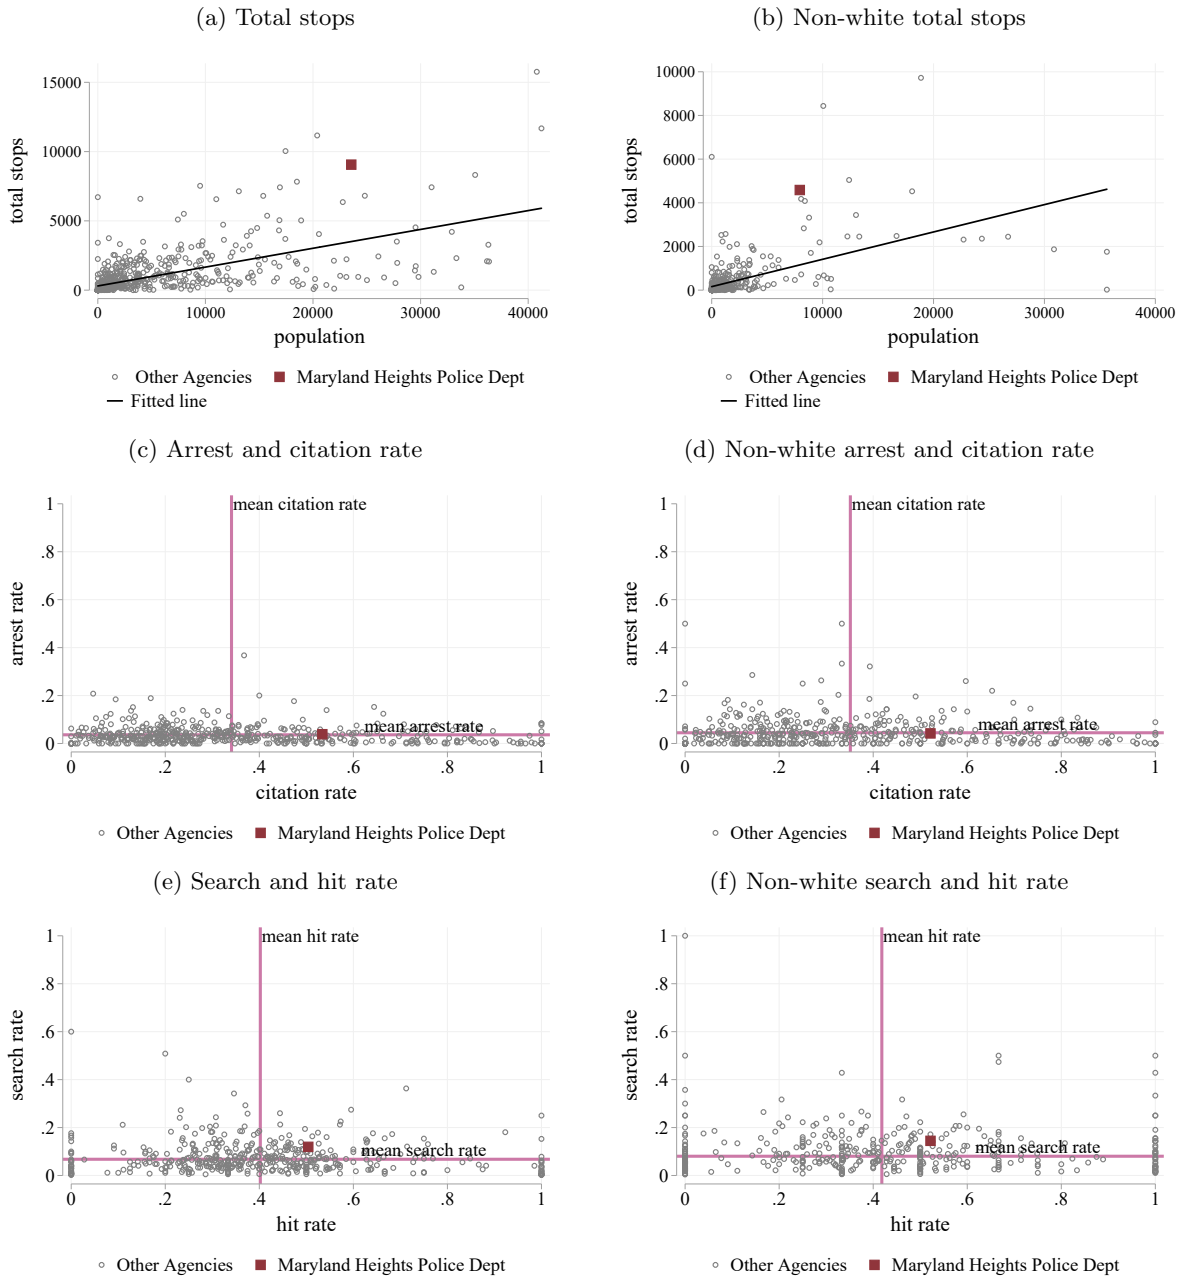 (a) Total stops
(b) Non-white total stops
total stops
15000
10000
5000
0
0 10000 20000 30000 40000
population
Other Agencies Maryland Heights Police Dept
Fitted line
total stops
10000
8000
6000
4000
2000
0
0 10000 20000 30000 40000
population
Other Agencies Maryland Heights Police Dept
Fitted line
(c) Arrest and citation rate
(d) Non-white arrest and citation rate
arrest rate
1
.8
.6
.4
.2
0
mean citation rate
mean arrest rate
0 .2 .4 .6 .8 1
citation rate
Other Agencies Maryland Heights Police Dept
arrest rate
1
.8
.6
.4
.2
0
mean citation rate
mean arrest rate
0 .2 .4 .6 .8 1
citation rate
Other Agencies Maryland Heights Police Dept
(e) Search and hit rate
(f) Non-white search and hit rate
search rate
1
.8
.6
.4
.2
0
mean hit rate
mean search rate
0 .2 .4 .6 .8 1
hit rate
Other Agencies Maryland Heights Police Dept
search rate
1
.8
.6
.4
.2
0
mean hit rate
mean search rate
0 .2 .4 .6 .8 1
hit rate
Other Agencies Maryland Heights Police Dept